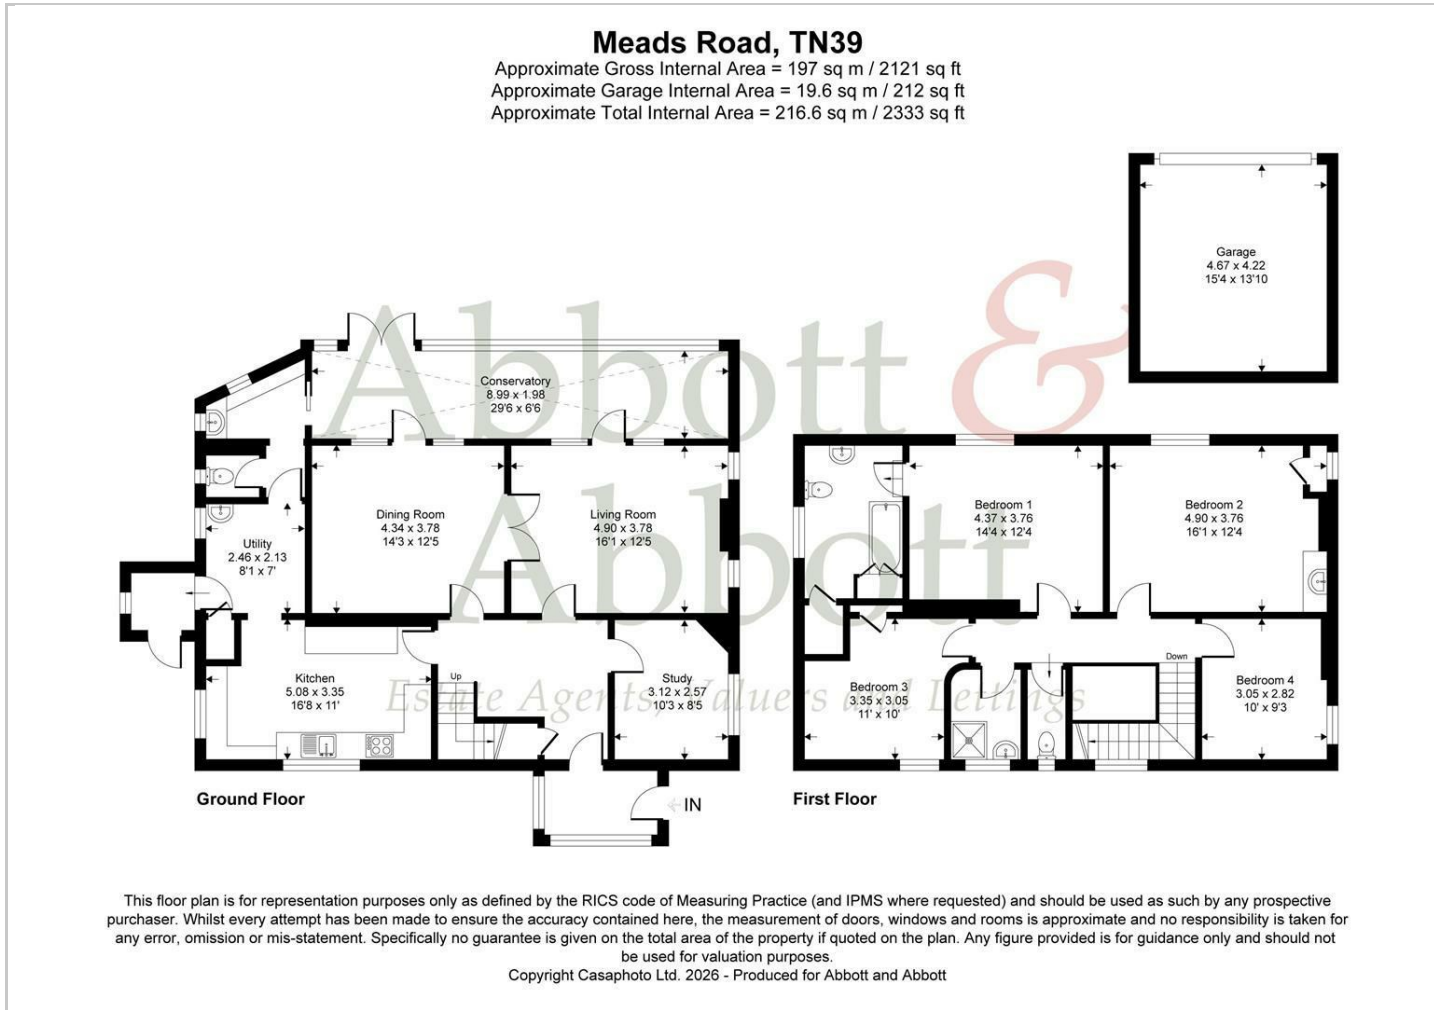 Meads Road, TN39
Approximate Gross Internal Area = 197 sq m / 2121 sq ft
Approximate Garage Internal Area = 19.6 sq m / 212 sq ft
Approximate Total Internal Area = 216.6 sq m / 2333 sq ft
Garage
4.67 x 4.22
15'4 x 13'10
Abbott &
Abbott
Estate Agents, Valuers and Lettings
Conservatory
8.99 x 1.98
29'6 x 6'6
Dining Room
4.34 x 3.78
14'3 x 12'5
Living Room
4.90 x 3.78
16'1 x 12'5
Utility
2.46 x 2.13
8'1 x 7'
Kitchen
5.08 x 3.35
16'8 x 11'
Up
Study
3.12 x 2.57
10'3 x 8'5
IN
Ground Floor
Bedroom 1
4.37 x 3.76
14'4 x 12'4
Bedroom 2
4.90 x 3.76
16'1 x 12'4
Bedroom 3
3.35 x 3.05
11' x 10'
Down
Bedroom 4
3.05 x 2.82
10' x 9'3
First Floor
This floor plan is for representation purposes only as defined by the RICS code of Measuring Practice (and IPMS where requested) and should be used as such by any prospective
purchaser. Whilst every attempt has been made to ensure the accuracy contained here, the measurement of doors, windows and rooms is approximate and no responsibility is taken for
any error, omission or mis-statement. Specifically no guarantee is given on the total area of the property if quoted on the plan. Any figure provided is for guidance only and should not
be used for valuation purposes.
Copyright Casaphoto Ltd. 2026 - Produced for Abbott and Abbott